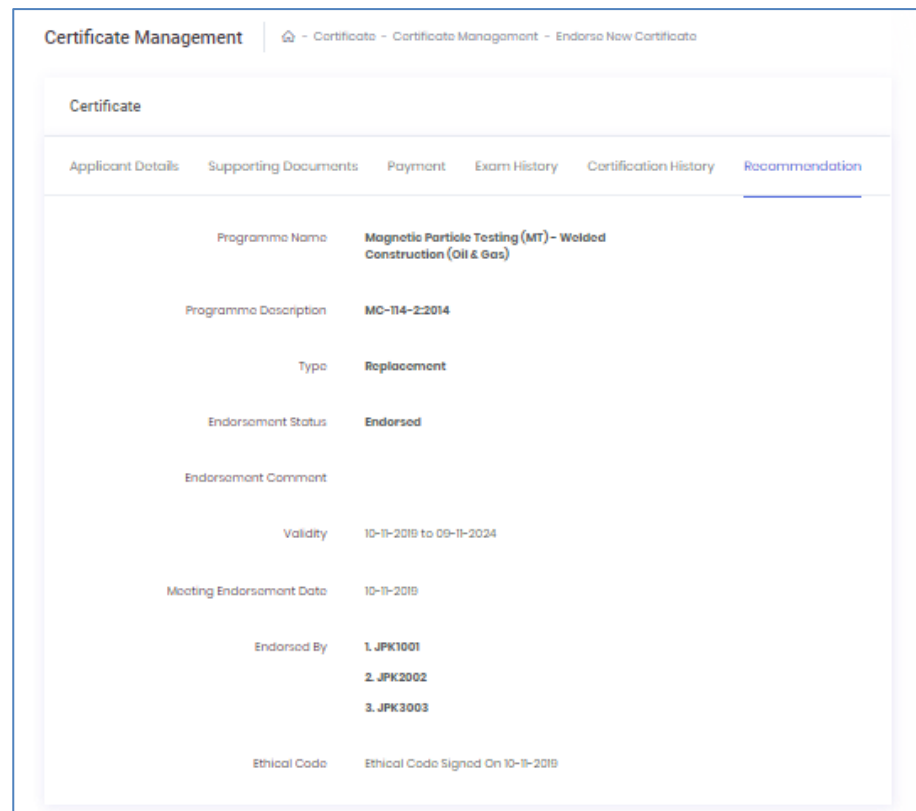 Certificate Management
- Certificate - Certificate Management - Endorse New Certificate
Certificate
Applicant Details Supporting Documents Payment Exam History Certification History Recommendation
Programme Name Magnetic Particle Testing (MT) - Welded
Construction (Oil & Gas)
Programme Description MC-114-2:2014
Type Replacement
Endorsement Status Endorsed
Endorsement Comment
Validity 10-11-2019 to 09-11-2024
Meeting Endorsement Date 10-11-2019
Endorsed By 1. JPK1001
2. JPK2002
3. JPK3003
Ethical Code Ethical Code Signed On 10-11-2019